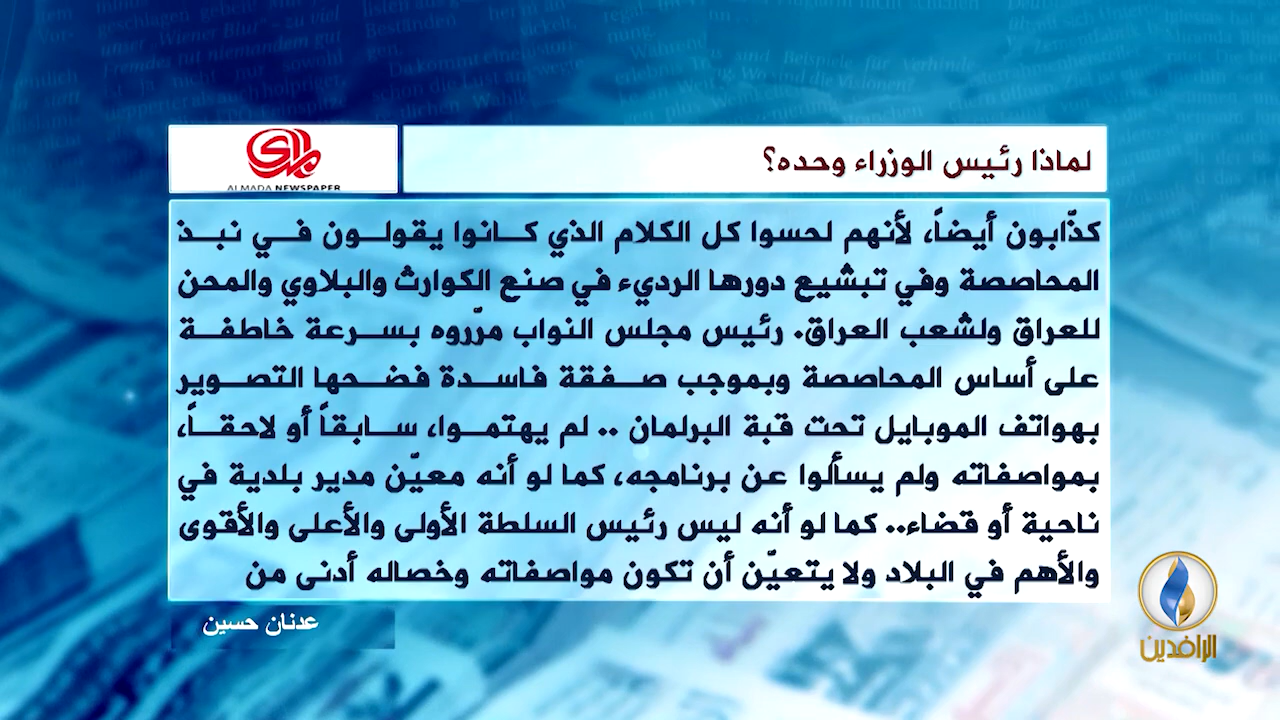 لماذا رئيس الوزراء وحده؟
المدى
ALMADA NEWSPAPER
كذّابون أيضاً، لأنهم لحسوا كل الكلام الذي كانوا يقولون في نبذ
المحاصصة وفي تبشيع دورها الرديء في صنع الكوارث والبلاوي والمحن
للعراق ولشعب العراق. رئيس مجلس النواب مرّروه بسرعة خاطفة
على أساس المحاصصة وبموجب صفقة فاسدة فضحها التصوير
بهواتف الموبايل تحت قبة البرلمان .. لم يهتموا، سابقاً أو لاحقاً،
بمواصفاته ولم يسألوا عن برنامجه، كما لو أنه معيّن مدير بلدية في
ناحية أو قضاء.. كما لو أنه ليس رئيس السلطة الأولى والأعلى والأقوى
والأهم في البلاد ولا يتعيّن أن تكون مواصفاته وخصاله أدنى من
عدنان حسين
الرافدين